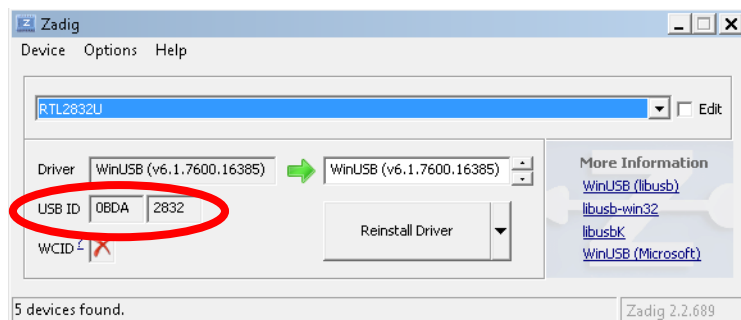 Zadig
Device Options Help
RTL2832U
Edit
Driver WinUSB (v6.1.7600.16385) WinUSB (v6.1.7600.16385)
USB ID 0BDA 2832
WCID ?
Reinstall Driver
More Information
WinUSB (libusb)
libusb-win32
libusbK
WinUSB (Microsoft)
5 devices found.
Zadig 2.2.689